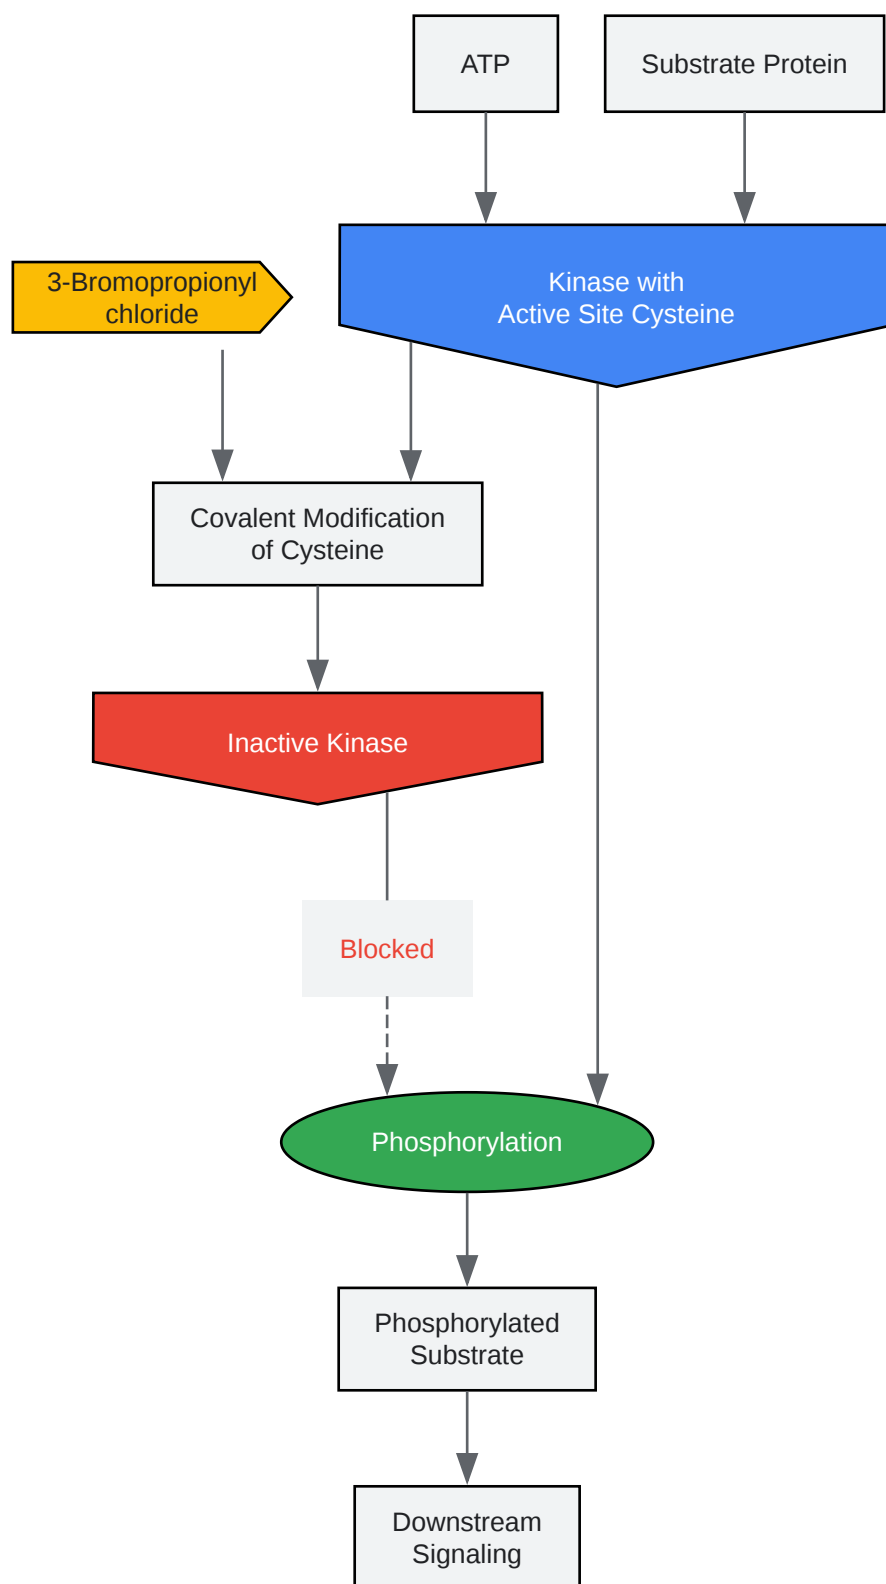 ATP
Substrate Protein
3-Bromopropionyl
chloride
Kinase with
Active Site Cysteine
Covalent Modification
of Cysteine
Inactive Kinase
Blocked
Phosphorylation
Phosphorylated
Substrate
Downstream
Signaling